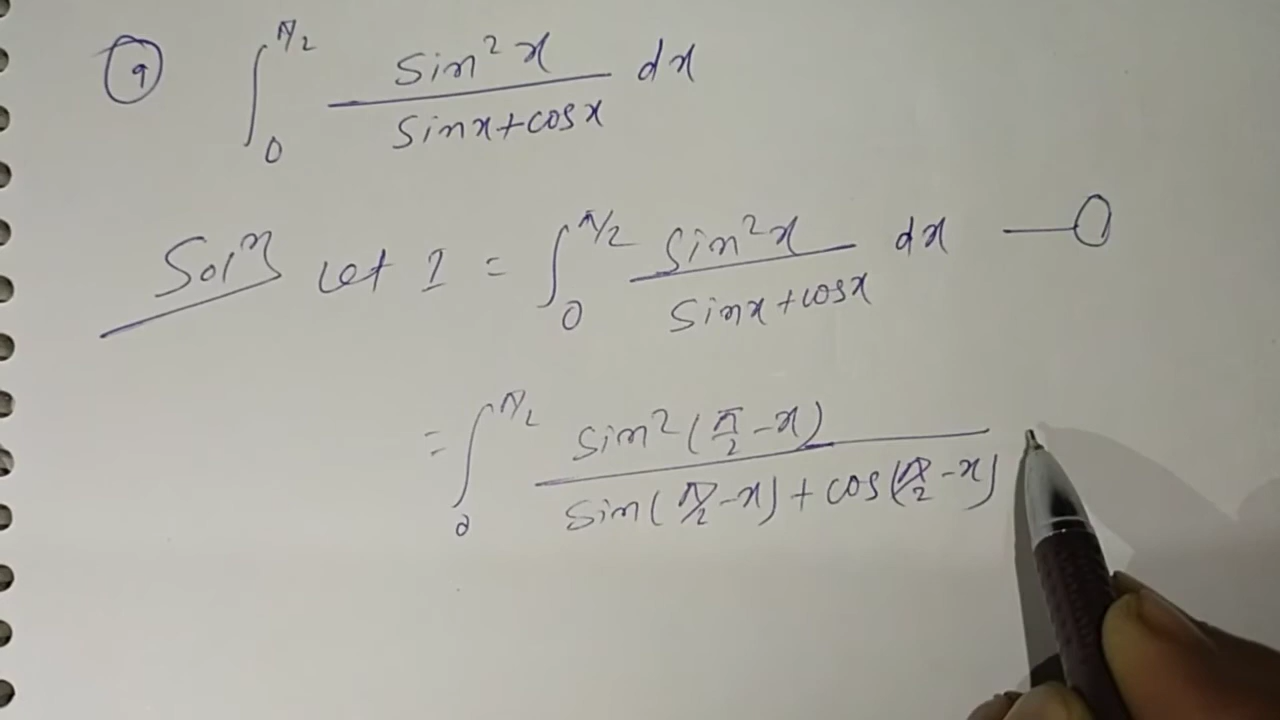 9 ∫₀^π/2 sin²x / (sinx+cosx) dx
Solⁿ Let I = ∫₀^π/2 sin²x / (sinx+cosx) dx —
= ∫₀^π/2 sin²(π/2-x) / (sin(π/2-x)+cos(π/2-x))